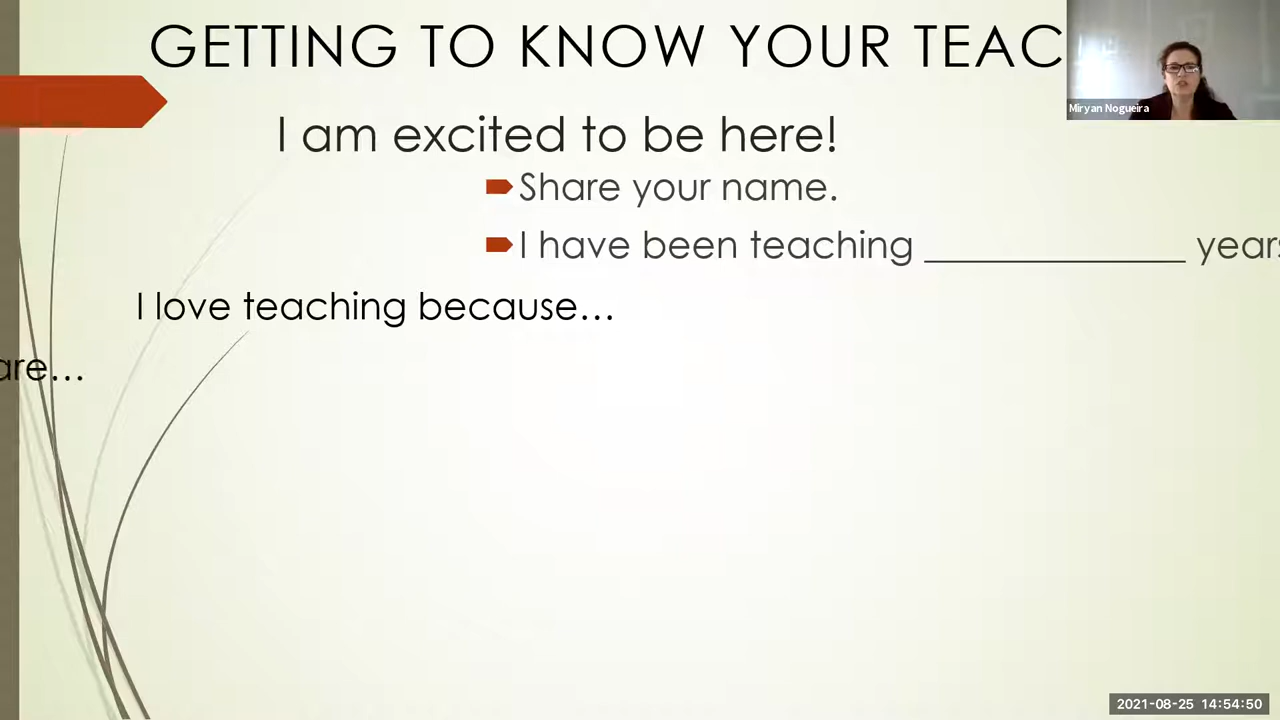 GETTING TO KNOW YOUR TEAC
Miryan Nogueira
I am excited to be here!
Share your name.
I have been teaching ______________ years
I love teaching because…
are…
2021-08-25 14:54:50